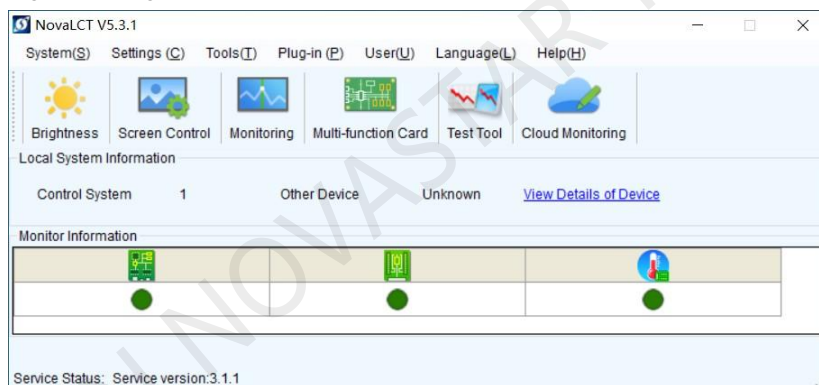 NovaLCT V5.3.1
System(S) Settings (C) Tools(T) Plug-in (P) User(U) Language(L) Help(H)
Brightness Screen Control Monitoring Multi-function Card Test Tool Cloud Monitoring
Local System Information
Control System 1 Other Device Unknown View Details of Device
Monitor Information
Service Status: Service version:3.1.1
NOVASTAR